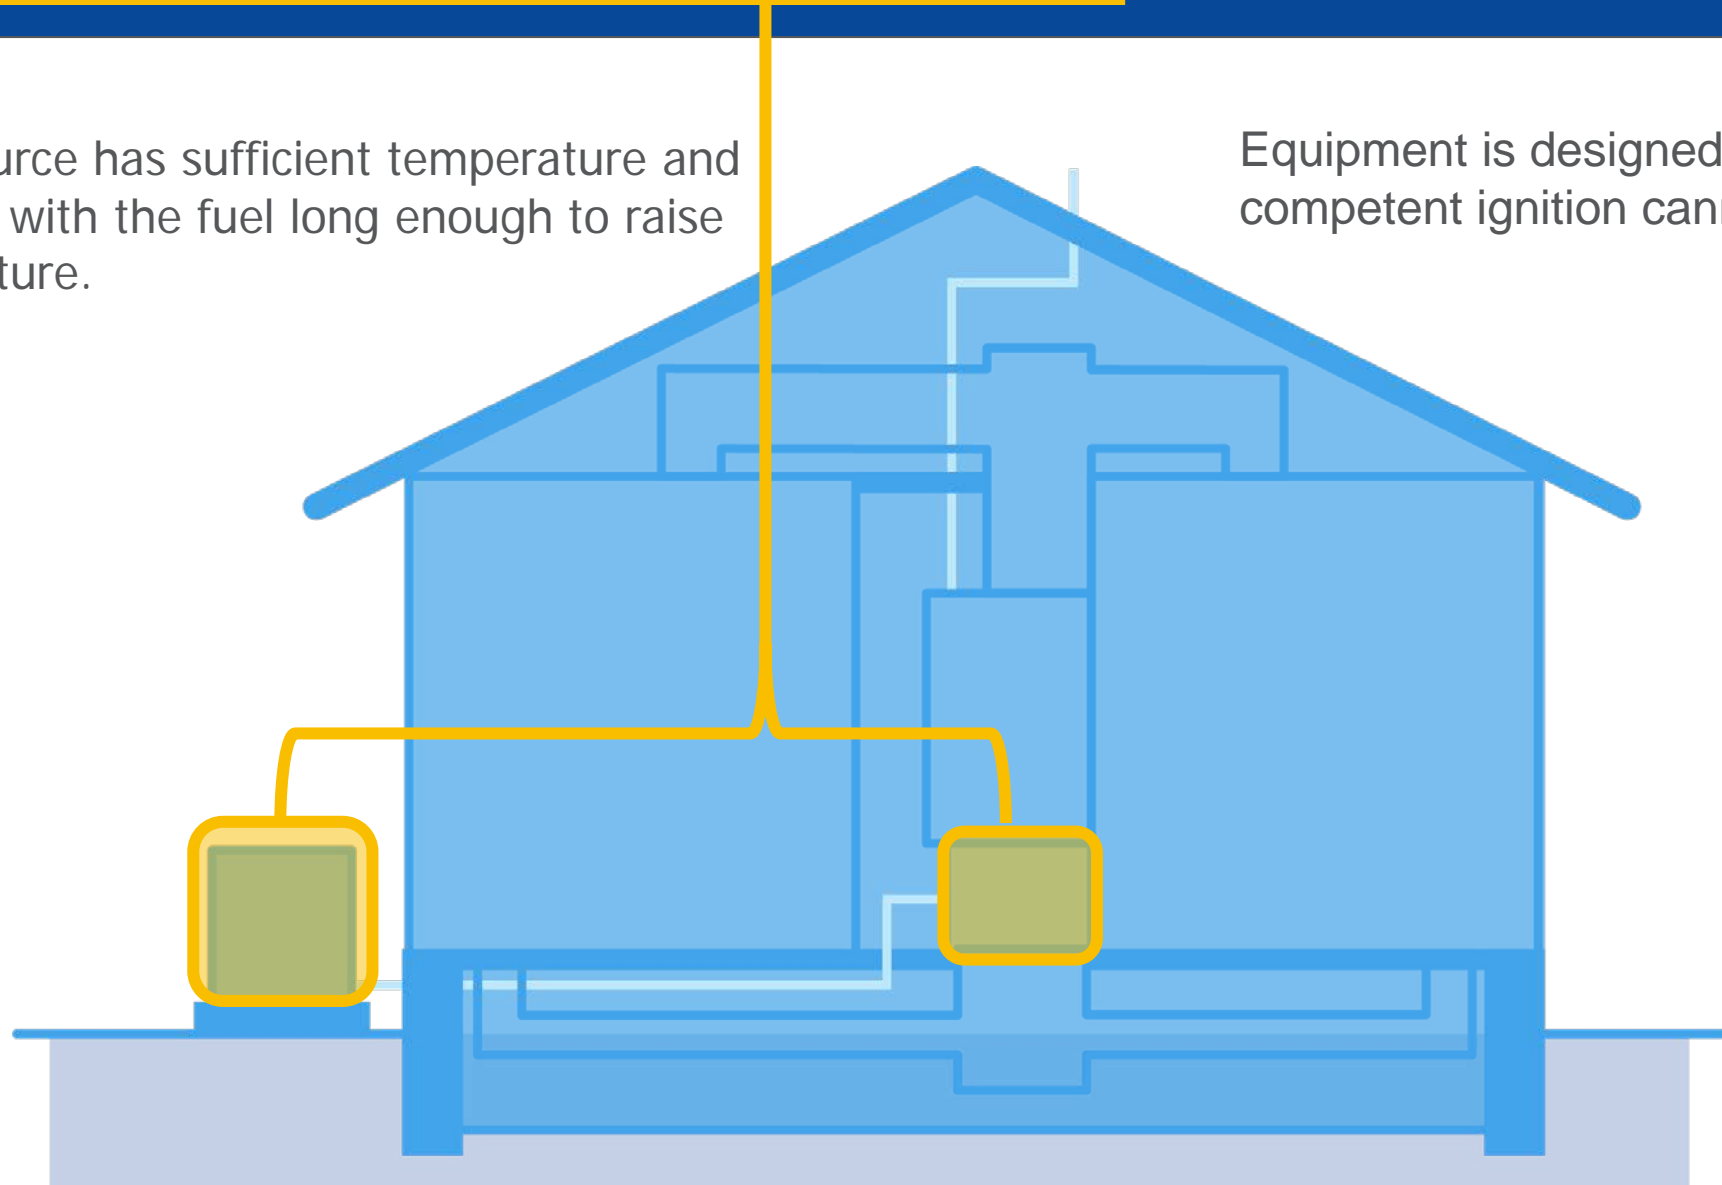 urce has sufficient temperature and
with the fuel long enough to raise
ture.
Equipment is designed
competent ignition can